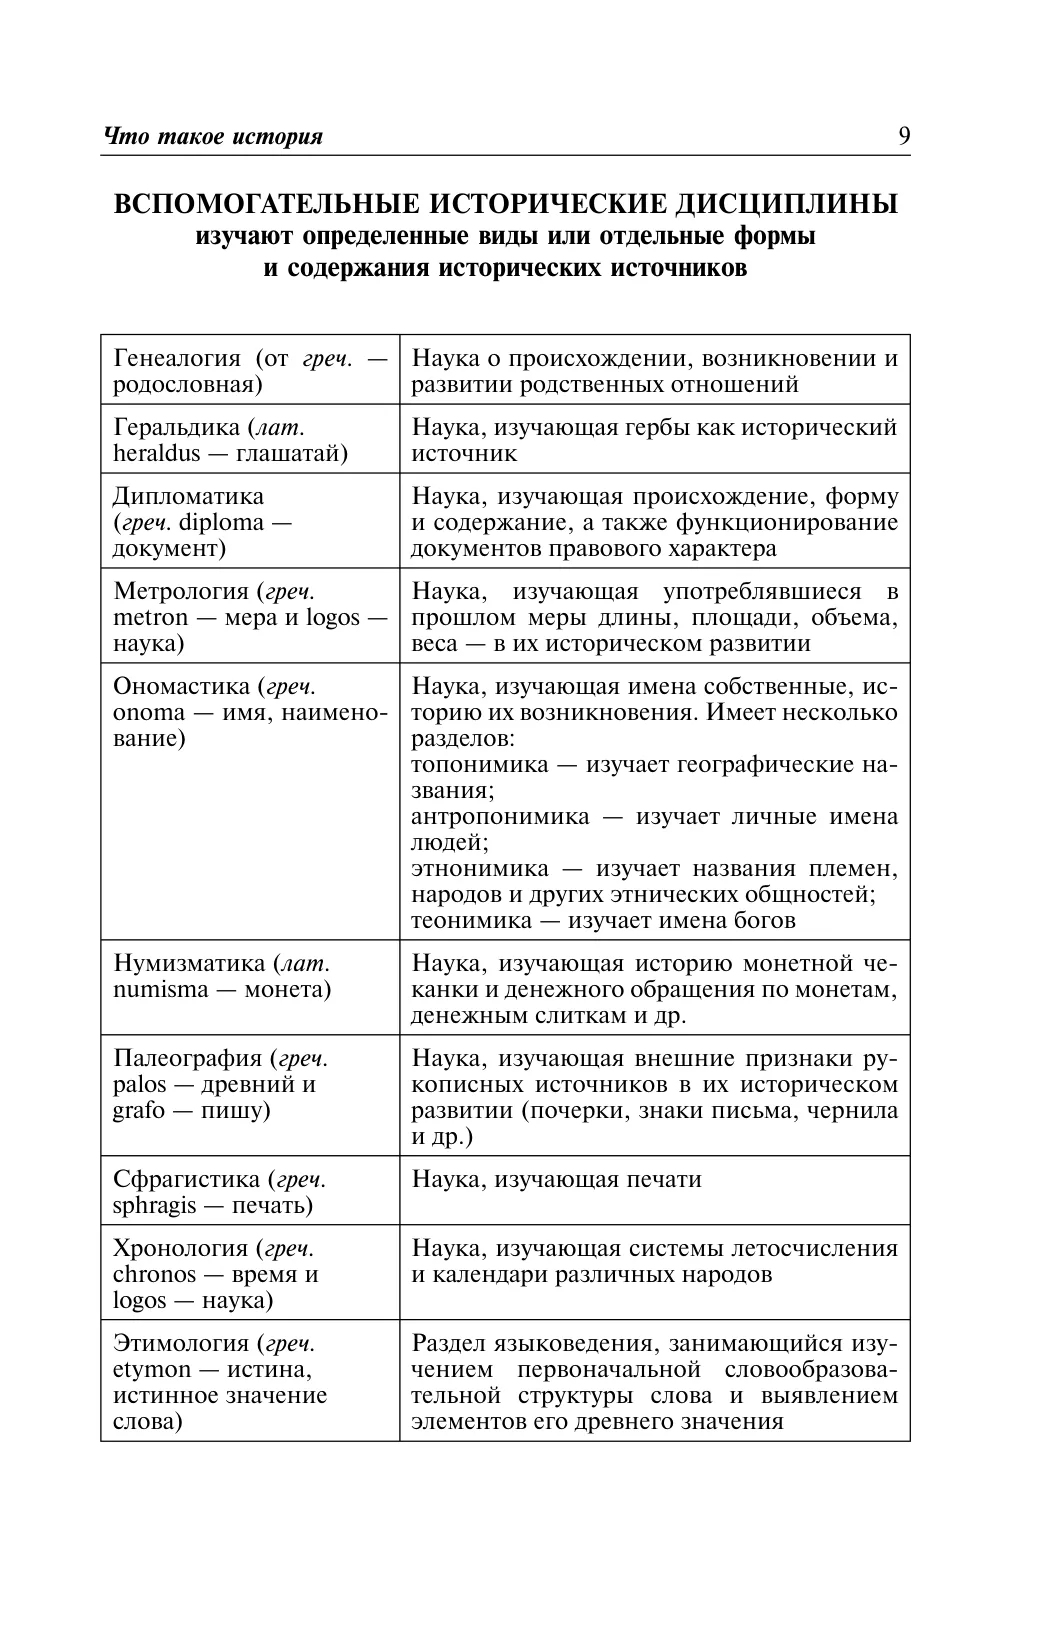 Что такое история 9
ВСПОМОГАТЕЛЬНЫЕ ИСТОРИЧЕСКИЕ ДИСЦИПЛИНЫ
изучают определенные виды или отдельные формы
и содержания исторических источников
Генеалогия (от греч. —
родословная)
Наука о происхождении, возникновении и
развитии родственных отношений
Геральдика (лат.
heraldus — глашатай)
Наука, изучающая гербы как исторический
источник
Дипломатика
(греч. diploma —
документ)
Наука, изучающая происхождение, форму
и содержание, а также функционирование
документов правового характера
Метрология (греч.
metron — мера и logos —
наука)
Наука, изучающая употреблявшиеся в
прошлом меры длины, площади, объема,
веса — в их историческом развитии
Ономастика (греч.
onoma — имя, наимено-
вание)
Наука, изучающая имена собственные, ис-
торию их возникновения. Имеет несколько
разделов:
топонимика — изучает географические на-
звания;
антропонимика — изучает личные имена
людей;
этнонимика — изучает названия племен,
народов и других этнических общностей;
теонимика — изучает имена богов
Нумизматика (лат.
numisma — монета)
Наука, изучающая историю монетной че-
канки и денежного обращения по монетам,
денежным слиткам и др.
Палеография (греч.
palos — древний и
grafo — пишу)
Наука, изучающая внешние признаки ру-
кописных источников в их историческом
развитии (почерки, знаки письма, чернила
и др.)
Сфрагистика (греч.
sphragis — печать)
Наука, изучающая печати
Хронология (греч.
chronos — время и
logos — наука)
Наука, изучающая системы летосчисления
и календари различных народов
Этимология (греч.
etymon — истина,
истинное значение
слова)
Раздел языковедения, занимающийся изу-
чением первоначальной словообразова-
тельной структуры слова и выявлением
элементов его древнего значения